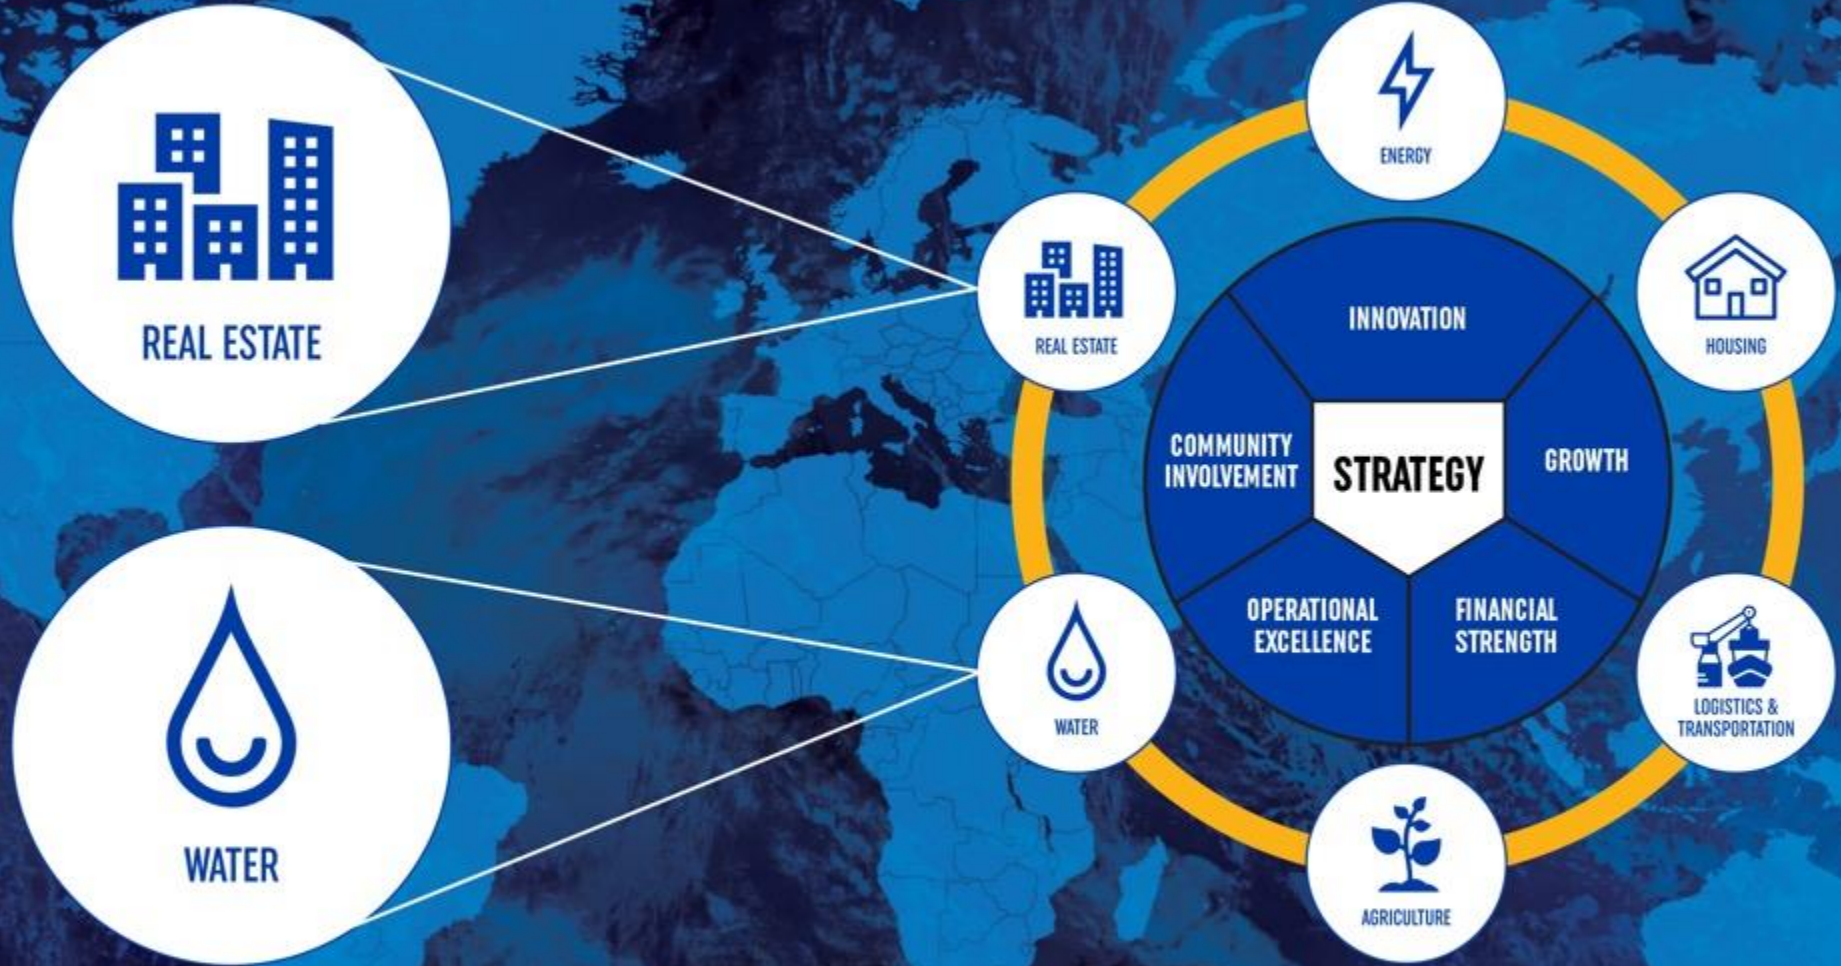 REAL ESTATE
WATER
ENERGY
REAL ESTATE
HOUSING
INNOVATION
COMMUNITY
INVOLVEMENT
STRATEGY
GROWTH
OPERATIONAL
EXCELLENCE
FINANCIAL
STRENGTH
WATER
LOGISTICS &
TRANSPORTATION
AGRICULTURE